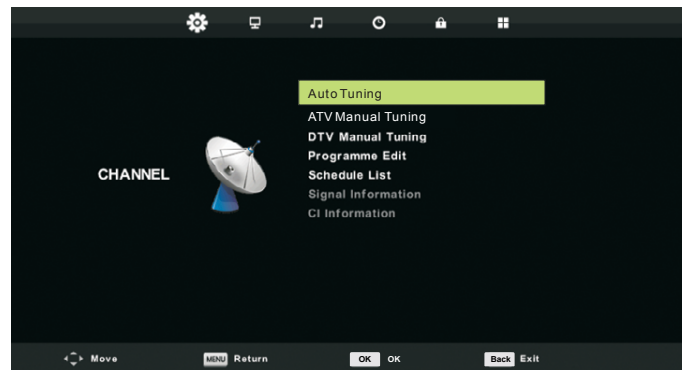 Auto Tuning
ATV Manual Tuning
DTV Manual Tuning
Programme Edit
CHANNEL
Schedule List
Signal Information
CI Information
Move
MENU Return
OK OK
Back Exit